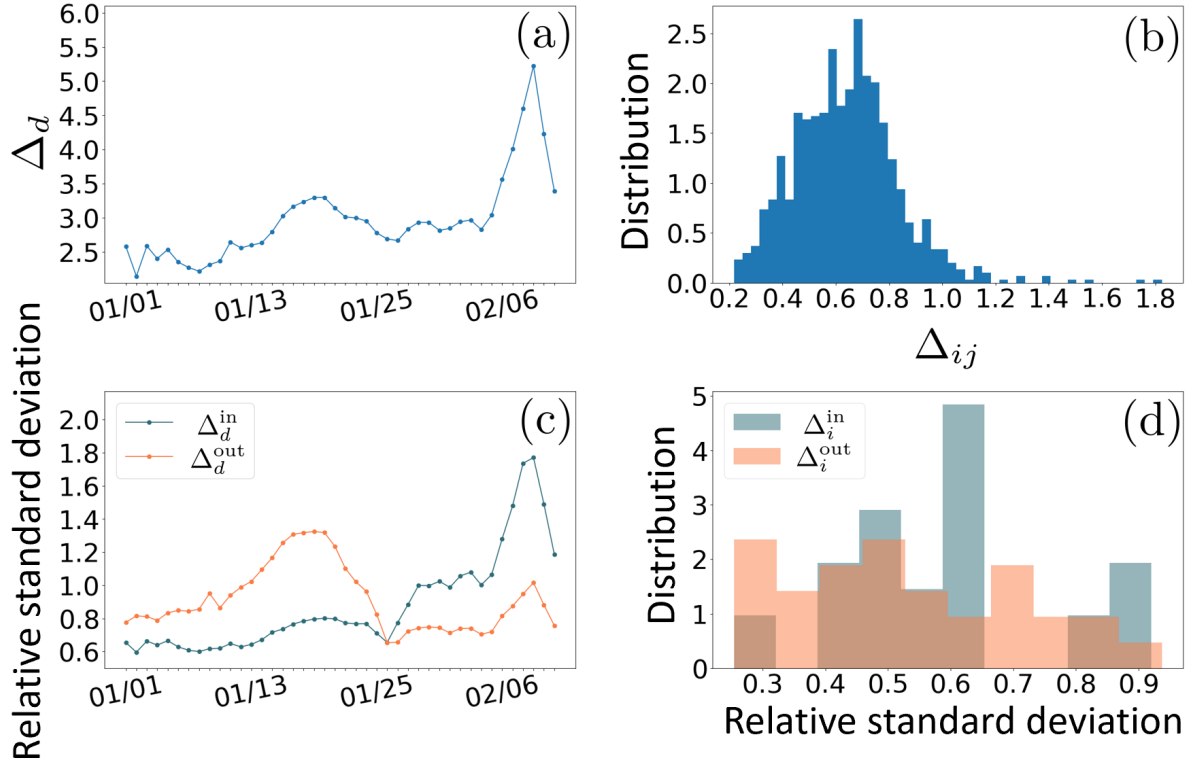 (a)
Δ_d
6.0
5.5
5.0
4.5
4.0
3.5
3.0
2.5
01/01 01/13 01/25 02/06
(b)
Distribution
2.5
2.0
1.5
1.0
0.5
0.0
0.2 0.4 0.6 0.8 1.0 1.2 1.4 1.6 1.8
Δ_ij
(c)
Relative standard deviation
Δ_d^in
Δ_d^out
2.0
1.8
1.6
1.4
1.2
1.0
0.8
0.6
01/01 01/13 01/25 02/06
(d)
Distribution
Δ_i^in
Δ_i^out
5
4
3
2
1
0
0.3 0.4 0.5 0.6 0.7 0.8 0.9
Relative standard deviation